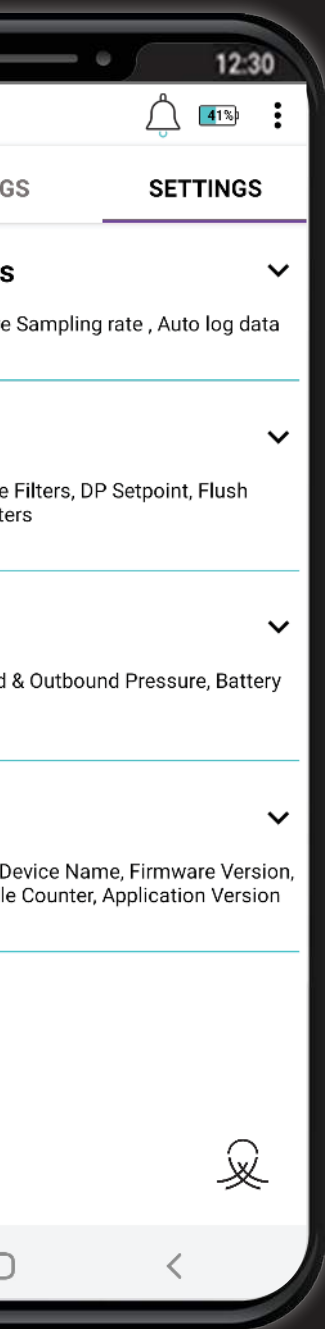 12:30
41%
GS
SETTINGS
s
e Sampling rate , Auto log data
e Filters, DP Setpoint, Flush
ters
d & Outbound Pressure, Battery
Device Name, Firmware Version,
le Counter, Application Version